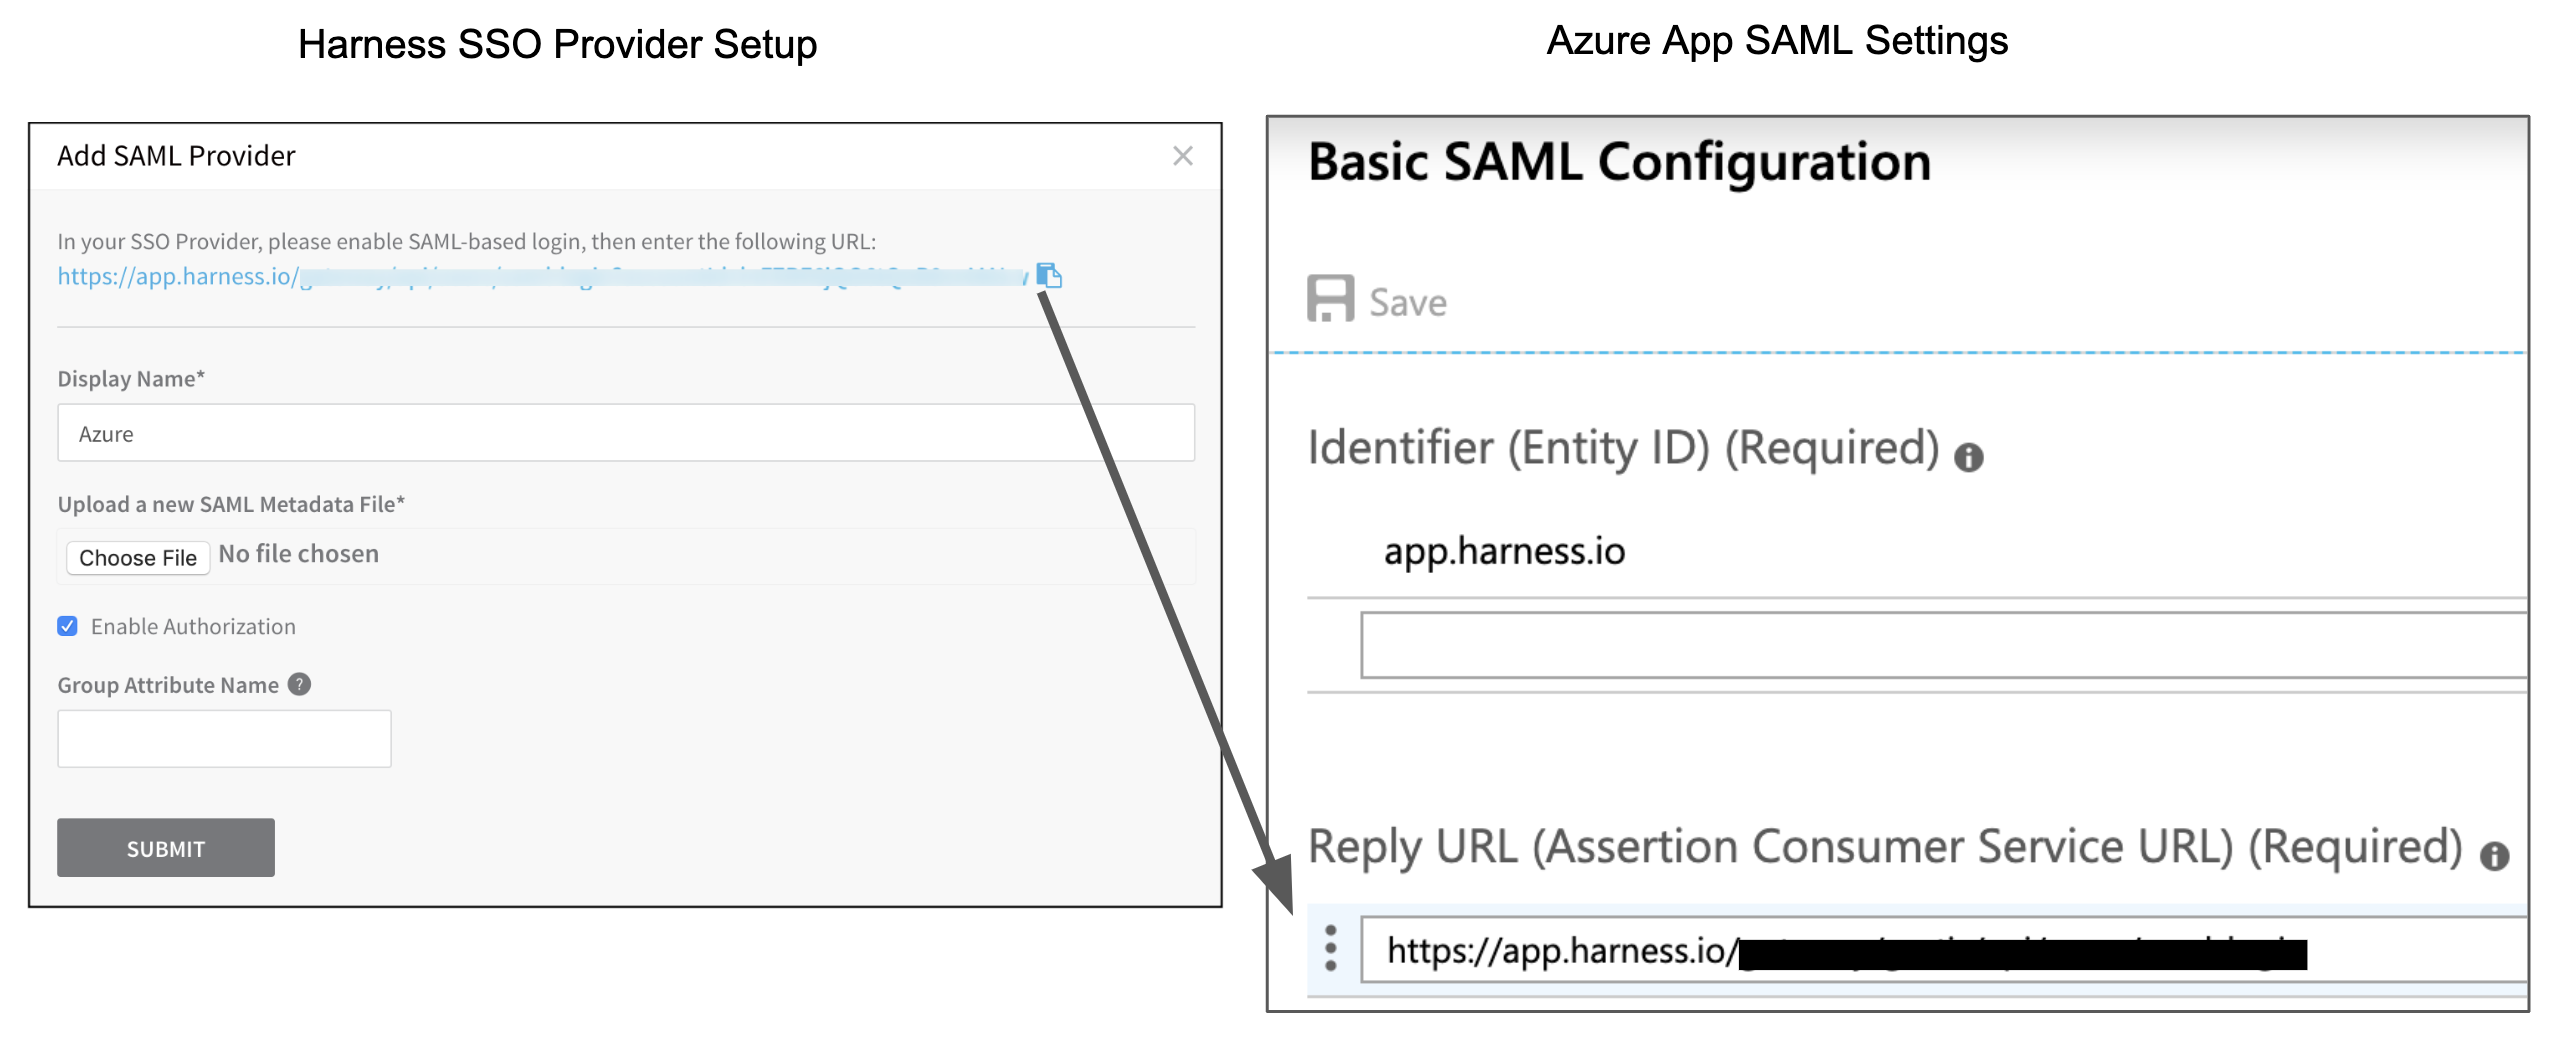 Harness SSO Provider Setup
Add SAML Provider
In your SSO Provider, please enable SAML-based login, then enter the following URL:
https://app.harness.io/
Display Name*
Azure
Upload a new SAML Metadata File*
Choose File No file chosen
Enable Authorization
Group Attribute Name
SUBMIT
Azure App SAML Settings
Basic SAML Configuration
Save
Identifier (Entity ID) (Required)
app.harness.io
Reply URL (Assertion Consumer Service URL) (Required)
https://app.harness.io/